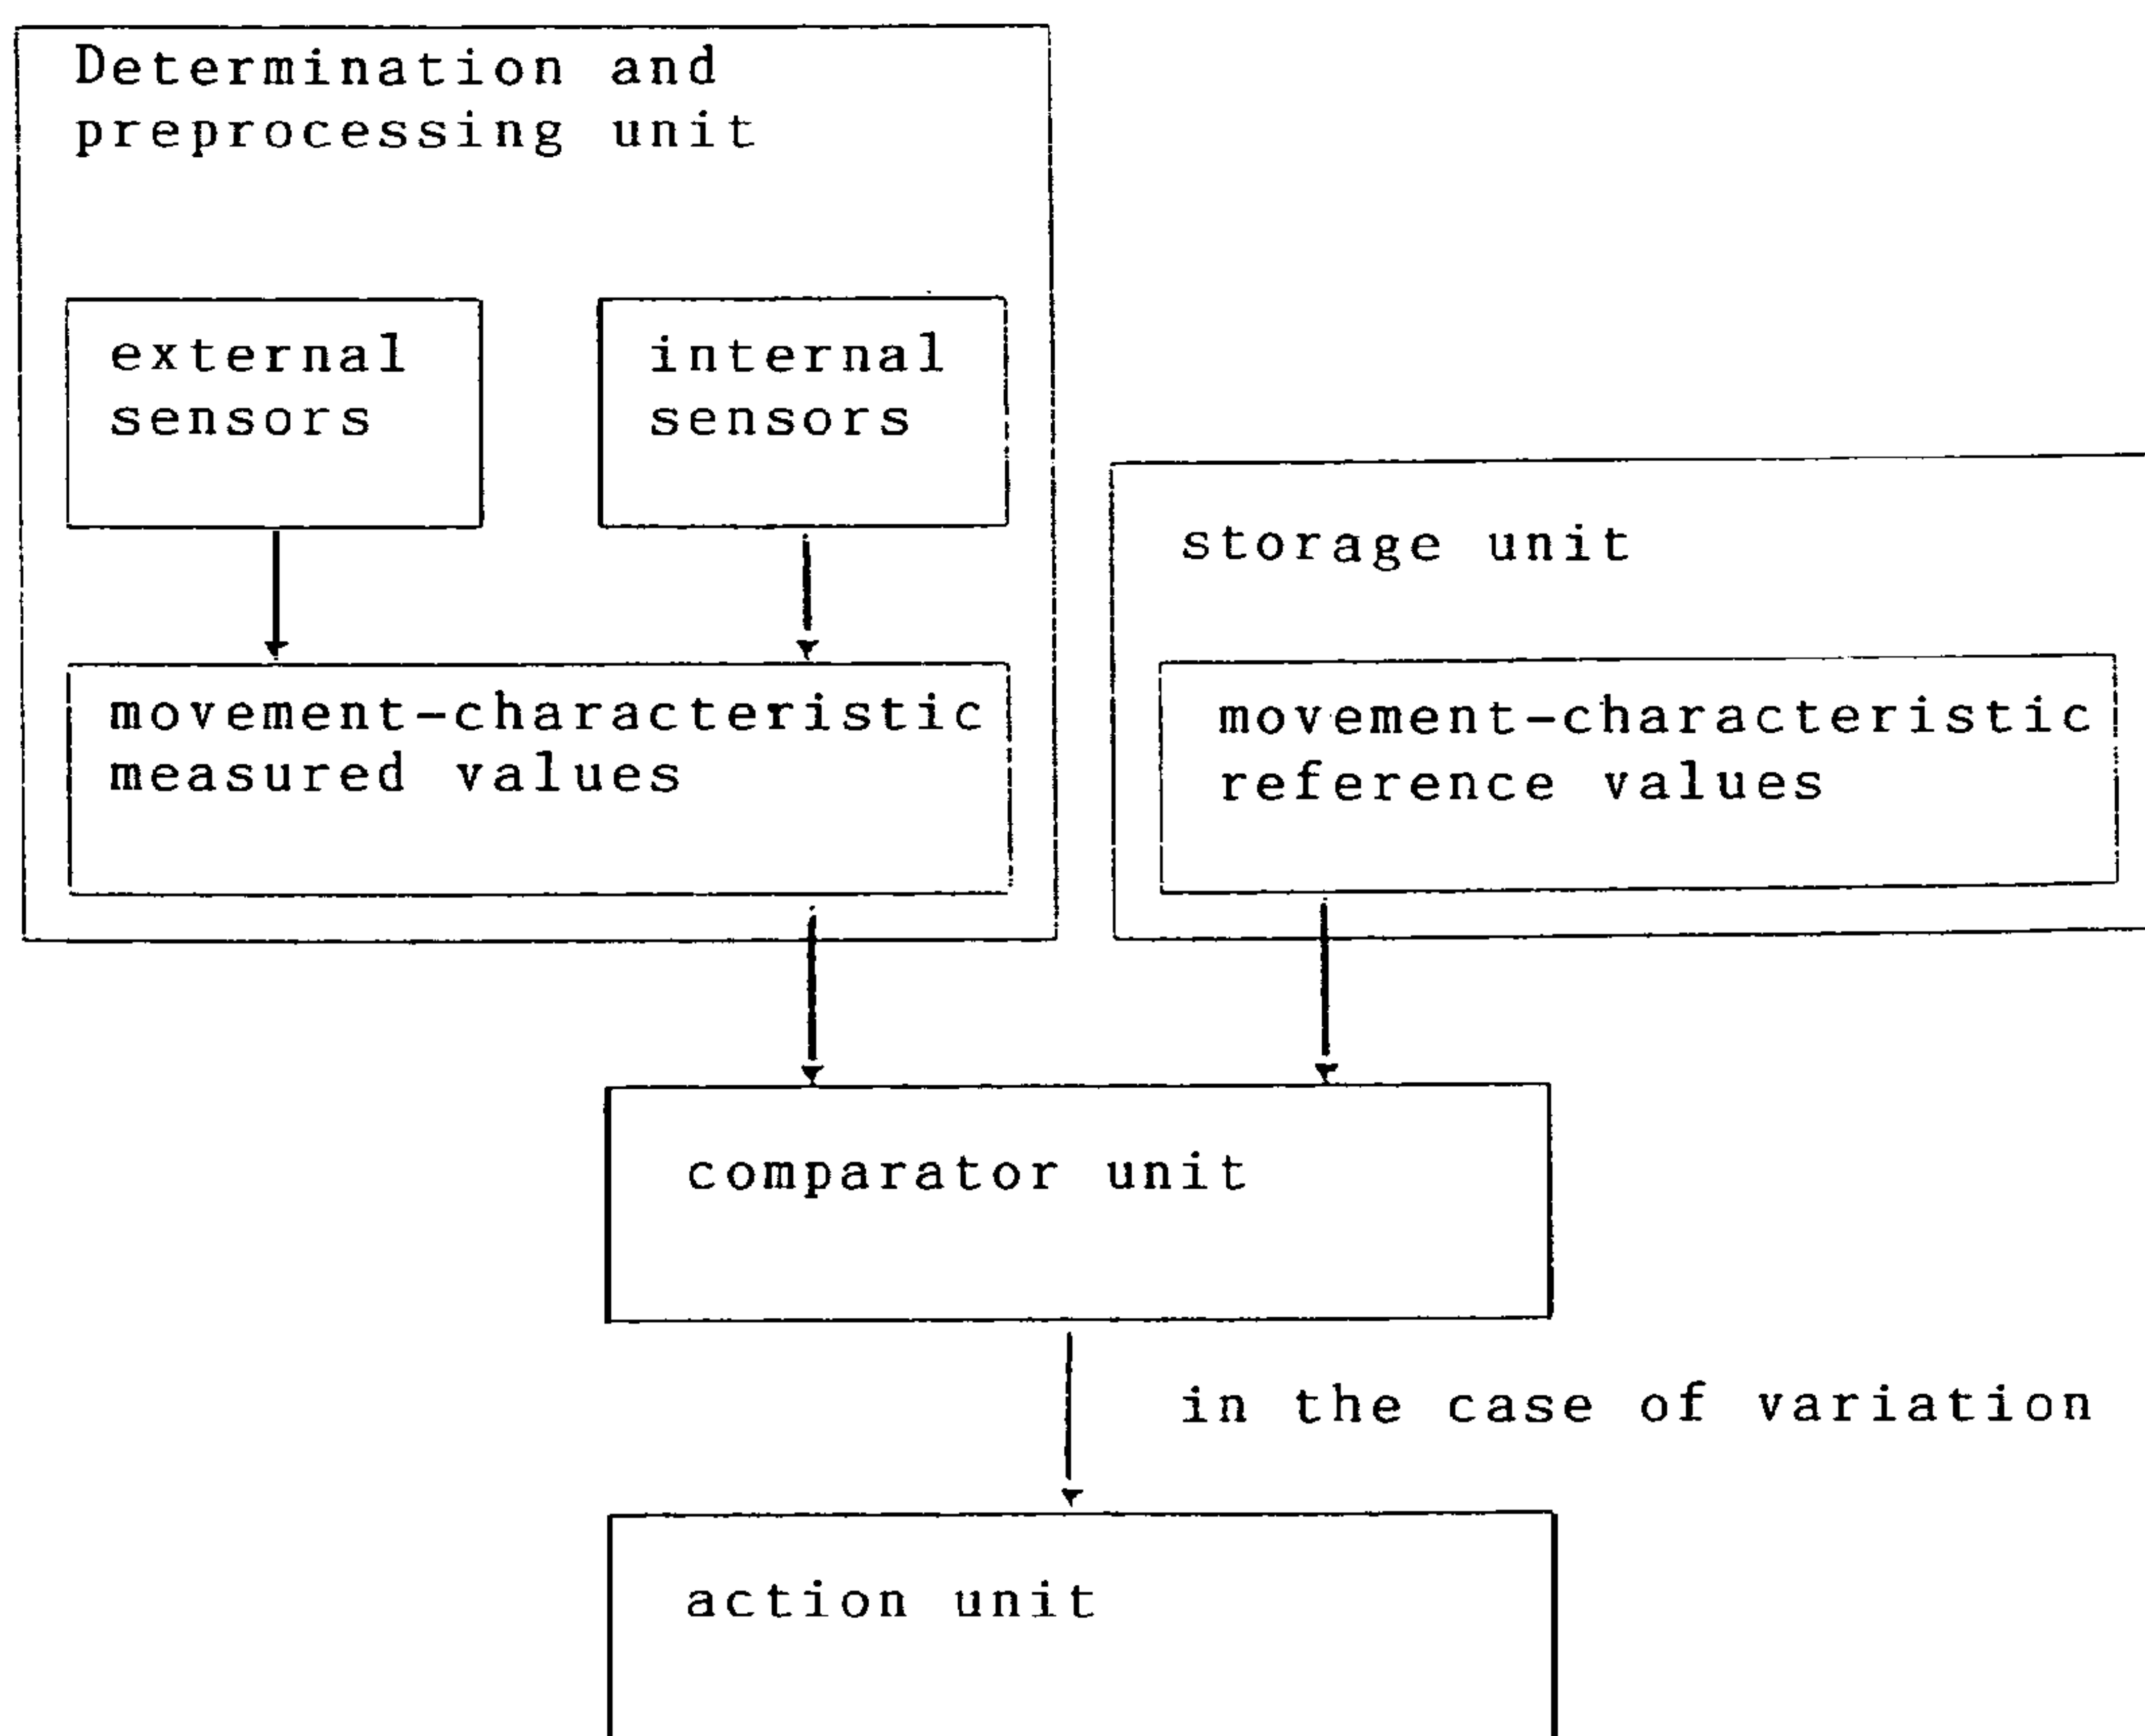 Determination and
preprocessing unit
external
sensors
internal
sensors
storage unit
movement-characteristic
measured values
movement-characteristic
reference values
comparator unit
in the case of variation
action unit